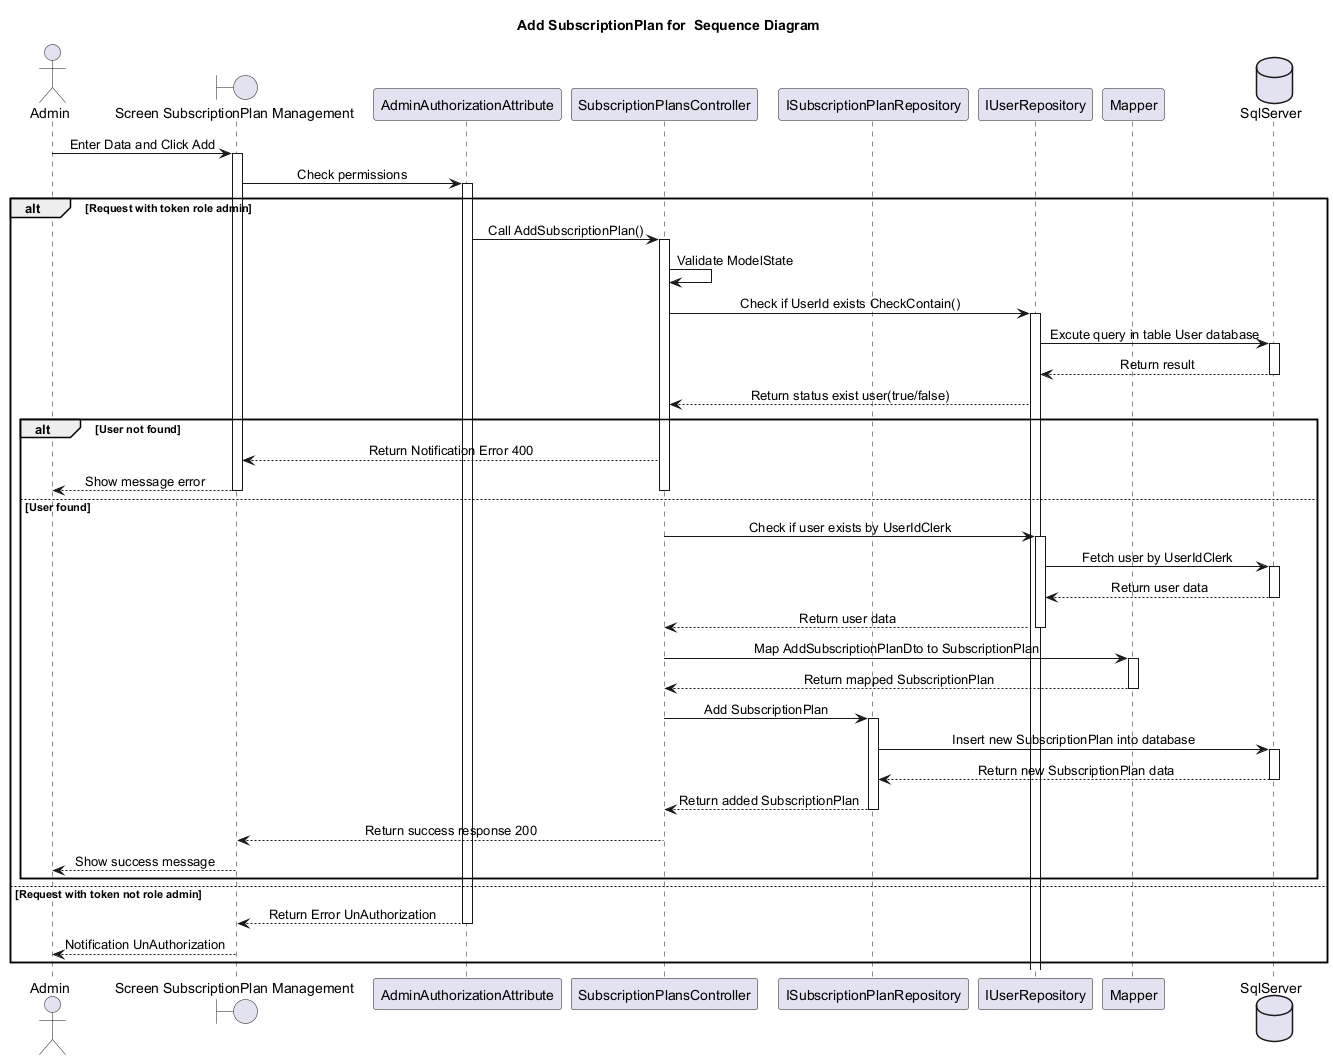 Add SubscriptionPlan for  Sequence Diagram
Admin
Screen SubscriptionPlan Management
AdminAuthorizationAttribute
SubscriptionPlansController
ISubscriptionPlanRepository
IUserRepository
Mapper
SqlServer
Enter Data and Click Add
Check permissions
alt
[Request with token role admin]
Call AddSubscriptionPlan()
Validate ModelState
Check if UserId exists CheckContain()
Excute query in table User database
Return result
Return status exist user(true/false)
alt
[User not found]
Return Notification Error 400
Show message error
[User found]
Check if user exists by UserIdClerk
Fetch user by UserIdClerk
Return user data
Return user data
Map AddSubscriptionPlanDto to SubscriptionPlan
Return mapped SubscriptionPlan
Add SubscriptionPlan
Insert new SubscriptionPlan into database
Return new SubscriptionPlan data
Return added SubscriptionPlan
Return success response 200
Show success message
[Request with token not role admin]
Return Error UnAuthorization
Notification UnAuthorization
Admin
Screen SubscriptionPlan Management
AdminAuthorizationAttribute
SubscriptionPlansController
ISubscriptionPlanRepository
IUserRepository
Mapper
SqlServer